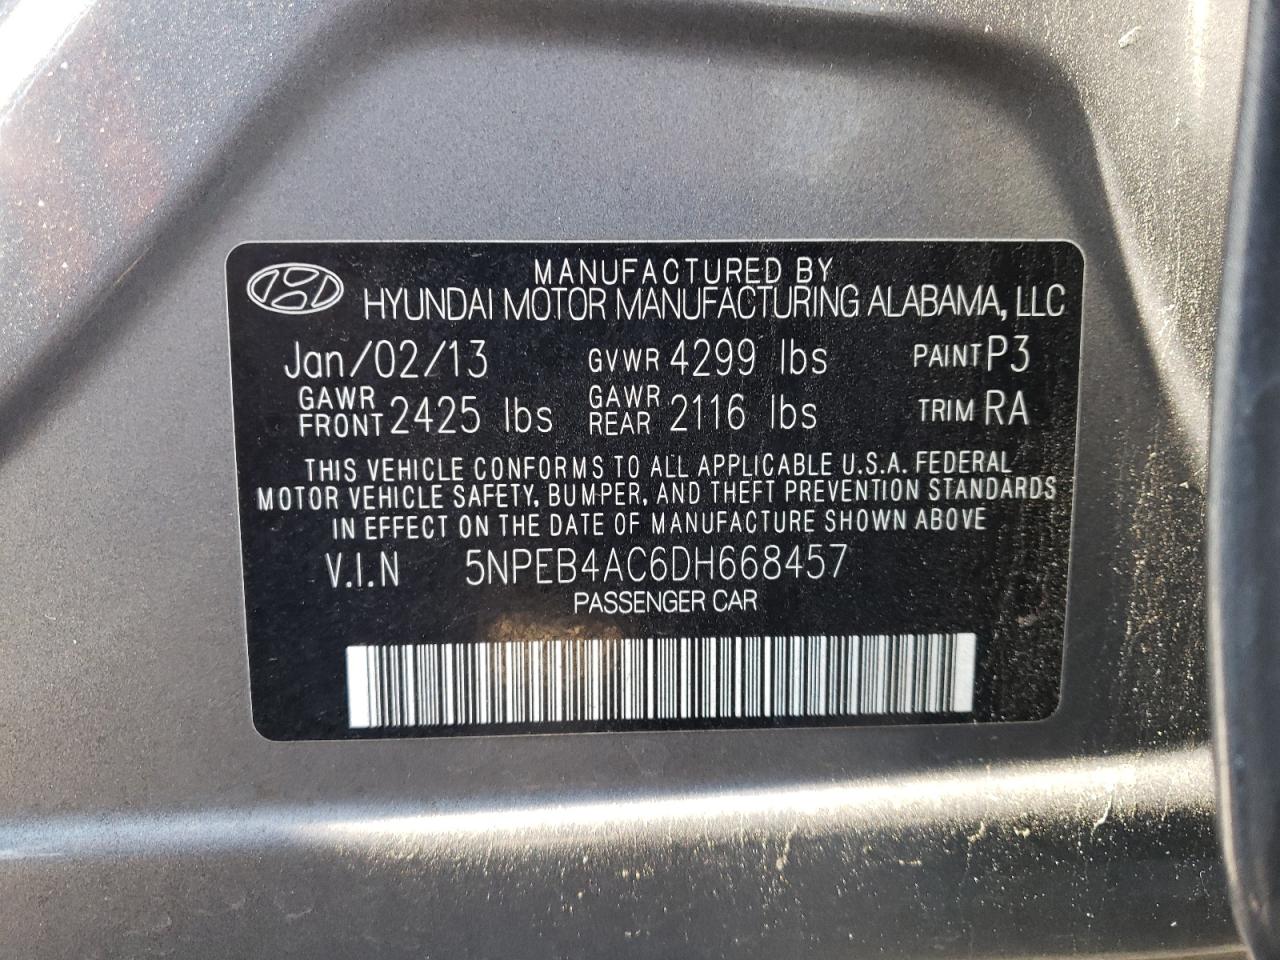 MANUFACTURED BY
HYUNDAI MOTOR MANUFACTURING ALABAMA, LLC
Jan/02/13 GVWR 4299 lbs PAINT P3
GAWR FRONT 2425 lbs GAWR REAR 2116 lbs TRIM RA
THIS VEHICLE CONFORMS TO ALL APPLICABLE U.S.A. FEDERAL
MOTOR VEHICLE SAFETY, BUMPER, AND THEFT PREVENTION STANDARDS
IN EFFECT ON THE DATE OF MANUFACTURE SHOWN ABOVE
V.I.N 5NPEB4AC6DH668457
PASSENGER CAR